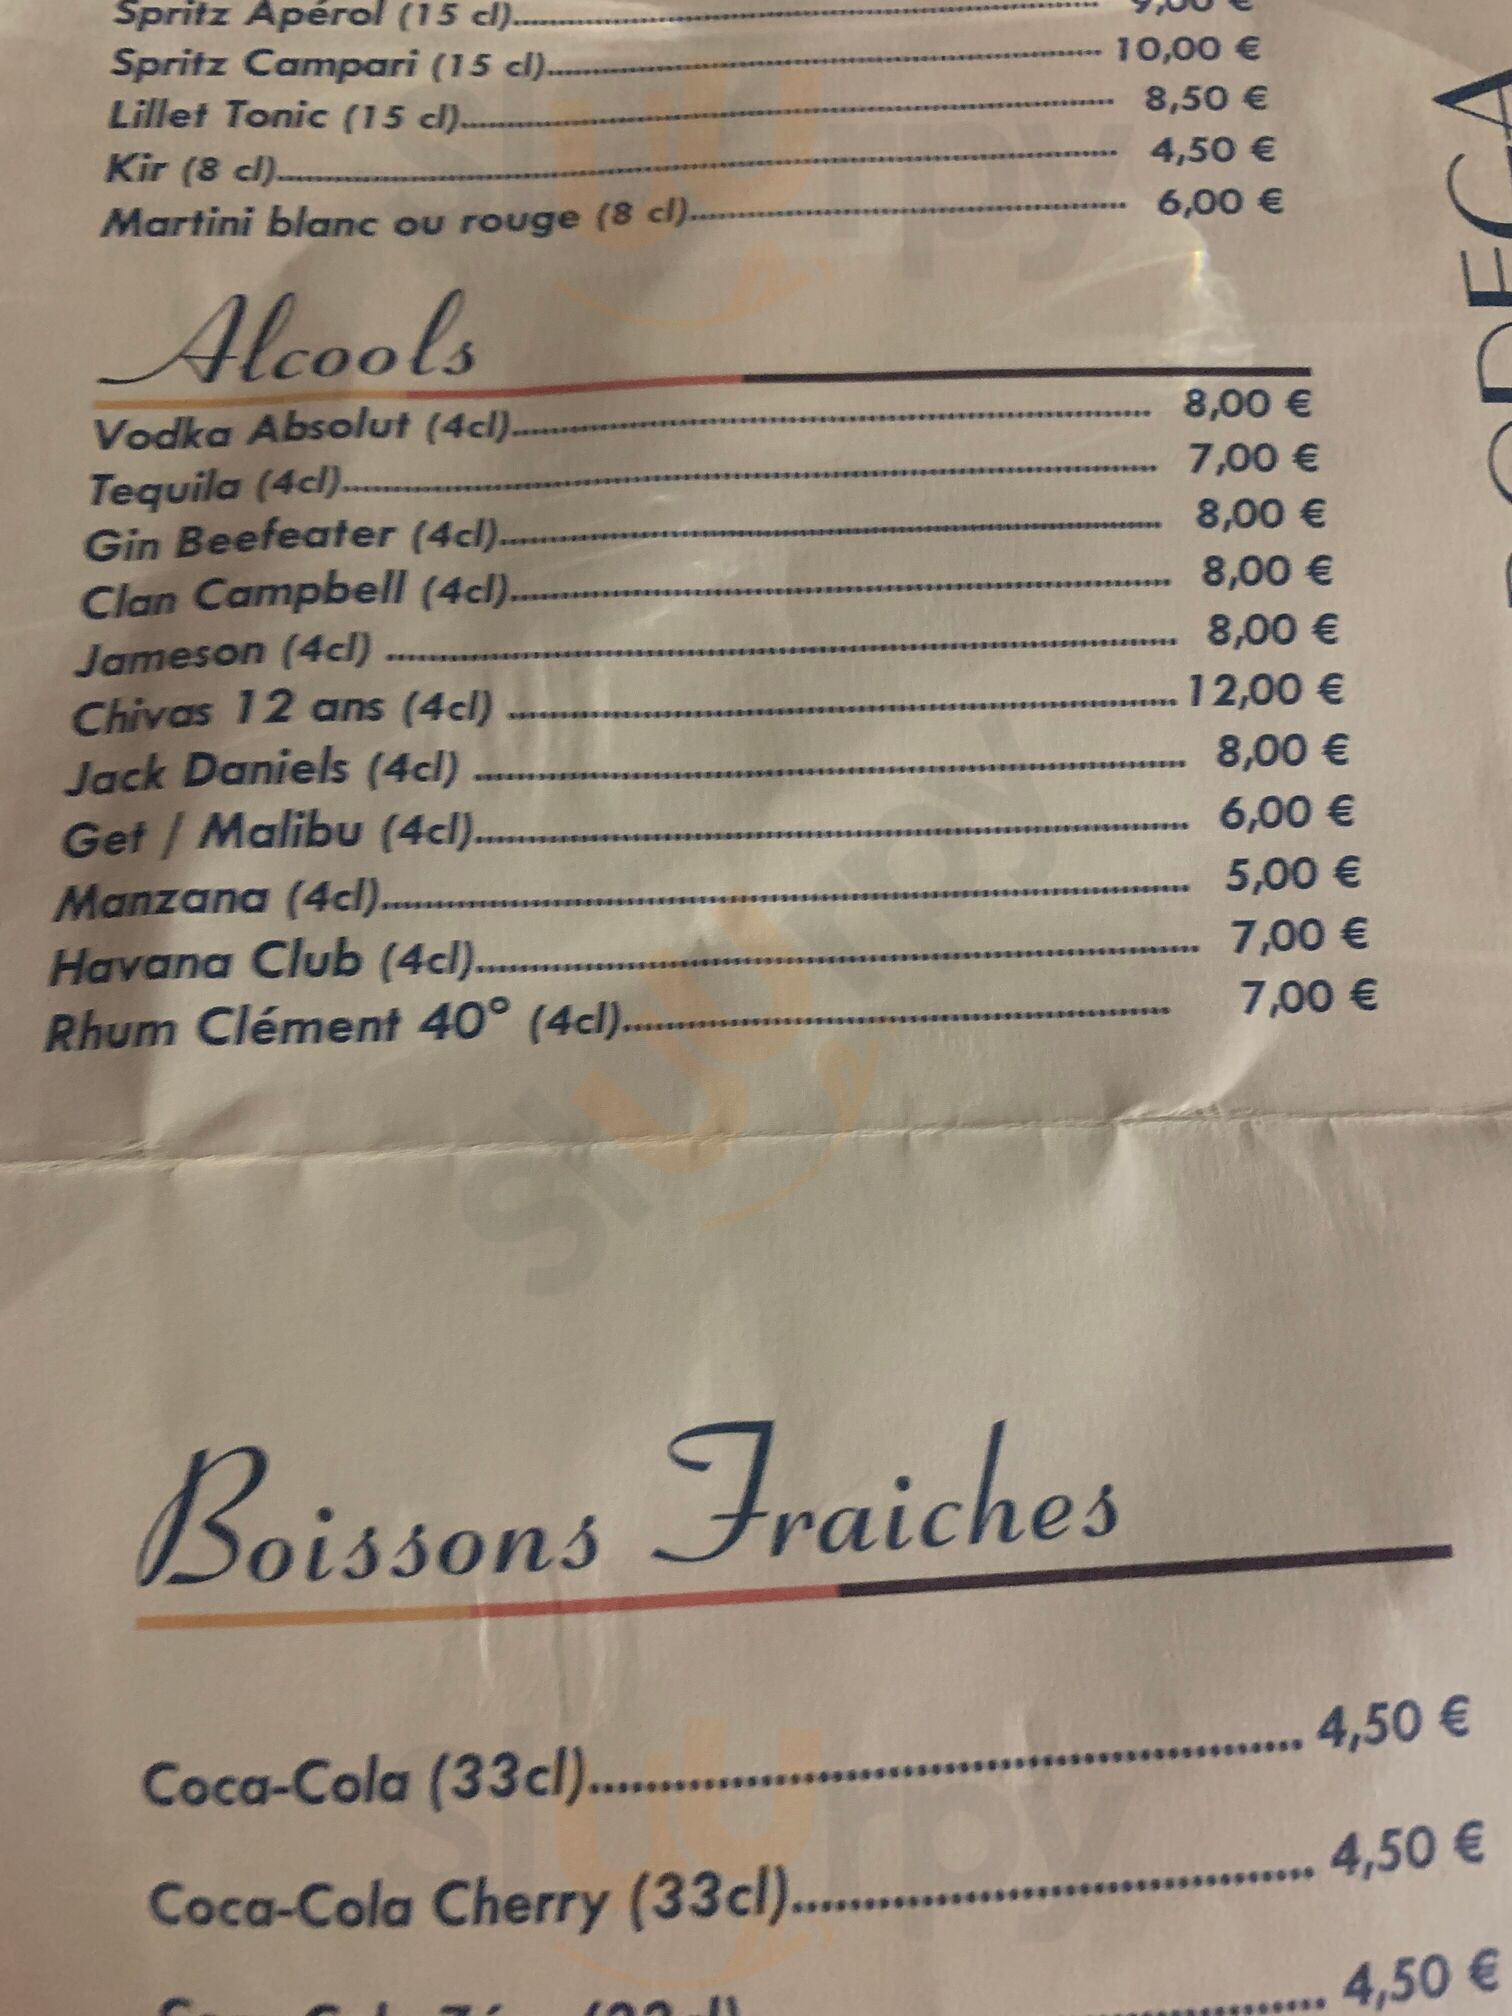 Spritz Apérol (15 cl)........ 9,00 €
Spritz Campari (15 cl)........ 10,00 €
Lillet Tonic (15 cl)........ 8,50 €
Kir (8 cl)........ 4,50 €
Martini blanc ou rouge (8 cl)........ 6,00 €
Alcools
Vodka Absolut (4cl)........ 8,00 €
Tequila (4cl)........ 7,00 €
Gin Beefeater (4cl)........ 8,00 €
Clan Campbell (4cl)........ 8,00 €
Jameson (4cl) ........ 8,00 €
Chivas 12 ans (4cl) ........ 12,00 €
Jack Daniels (4cl) ........ 8,00 €
Get / Malibu (4cl)........ 6,00 €
Manzana (4cl)........ 5,00 €
Havana Club (4cl)........ 7,00 €
Rhum Clément 40° (4cl)........ 7,00 €
Boissons Fraiches
Coca-Cola (33cl)........ 4,50 €
Coca-Cola Cherry (33cl)........ 4,50 €
4,50 €
sluurpy
sluurpy
sluurpy